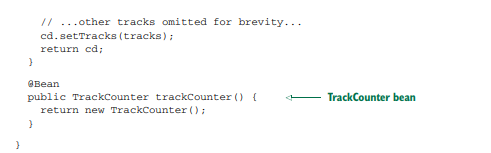 // ...other tracks omitted for brevity...
cd.setTracks(tracks);
return cd;
}
@Bean
public TrackCounter trackCounter() { TrackCounter bean
return new TrackCounter();
}
}